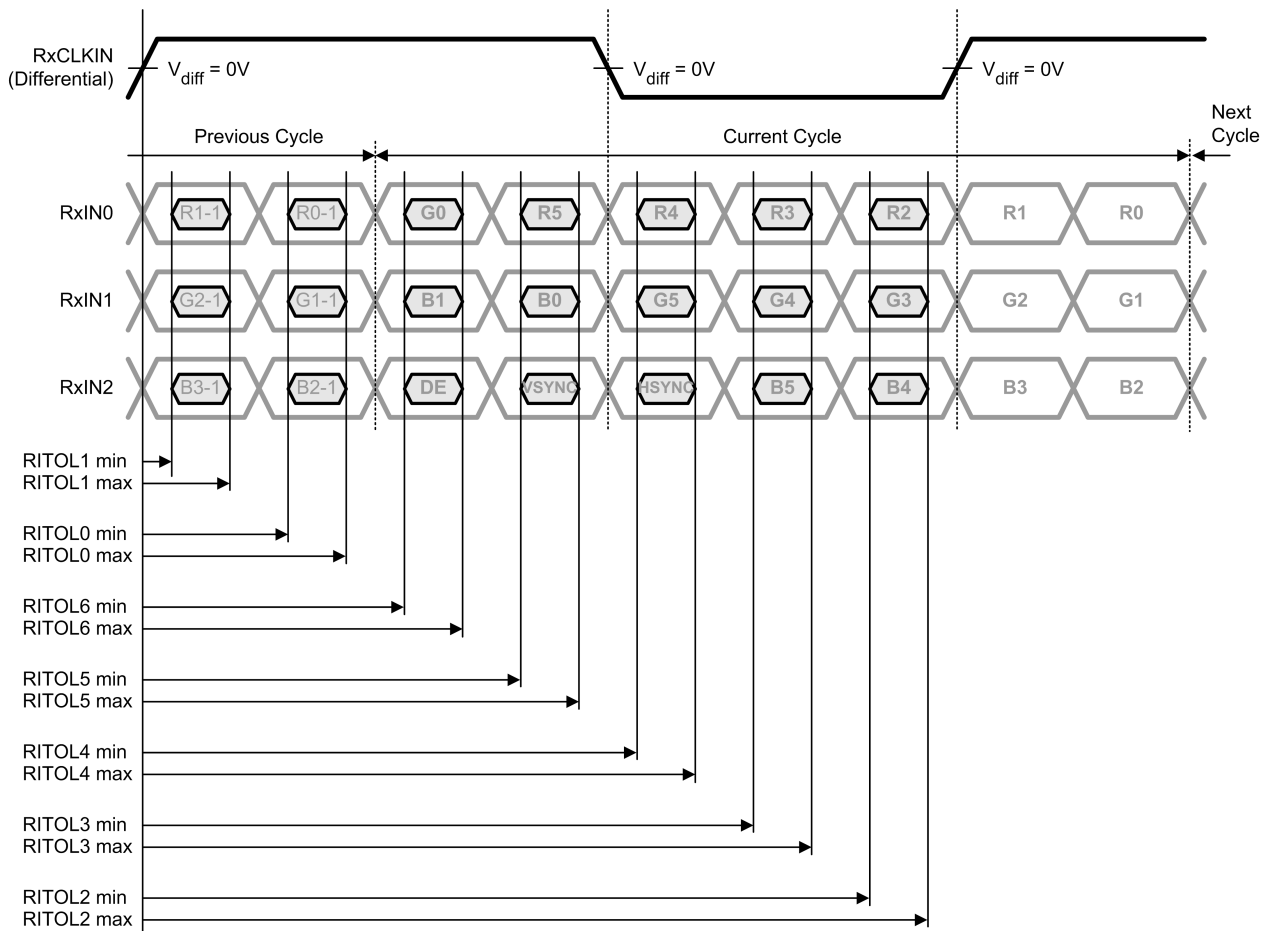 RxCLKIN
(Differential)
Vdiff = 0V Vdiff = 0V Vdiff = 0V
Previous Cycle Current Cycle Next
Cycle
RxIN0 R1-1 R0-1 G0 R5 R4 R3 R2 R1 R0
RxIN1 G2-1 G1-1 B1 B0 G5 G4 G3 G2 G1
RxIN2 B3-1 B2-1 DE VSYNC HSYNC B5 B4 B3 B2
RITOL1 min
RITOL1 max
RITOL0 min
RITOL0 max
RITOL6 min
RITOL6 max
RITOL5 min
RITOL5 max
RITOL4 min
RITOL4 max
RITOL3 min
RITOL3 max
RITOL2 min
RITOL2 max